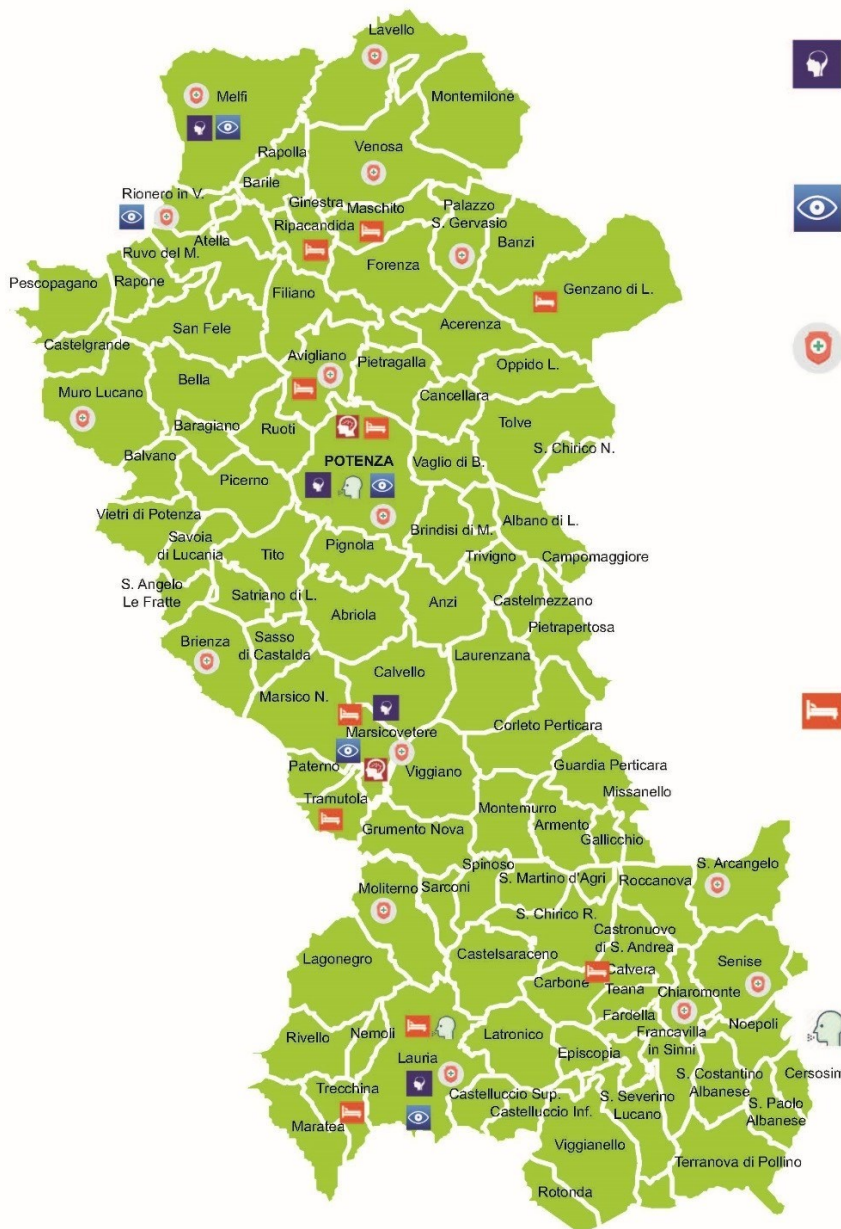 Lavello
Melfi
Montemilone
Rapolla
Venosa
Barile
Rionero in V.
Ginestra
Maschito
Palazzo
S. Gervasio
Ripacandida
Banzi
Atella
Ruvo del M.
Forenza
Pescopagano
Rapone
Filiano
Genzano di L.
San Fele
Acerenza
Castelgrande
Avigliano
Pietragalla
Oppido L.
Bella
Muro Lucano
Cancellara
Baragiano
Ruoti
Tolve
S. Chirico N.
Balvano
POTENZA
Vaglio di B.
Picerno
Vietri di Potenza
Brindisi di M.
Albano di L.
Savoia
di Lucania
Tito
Pignola
Trivigno
Campomaggiore
S. Angelo
Le Fratte
Satriano di L.
Abriola
Anzi
Castelmezzano
Pietrapertosa
Brienza
Sasso
di Castalda
Laurenzana
Calvello
Marsico N.
Corleto Perticara
Marsicovetere
Paterno
Viggiano
Guardia Perticara
Missanello
Tramutola
Montemurro
Armento
Grumento Nova
Gallicchio
Spinoso
S. Arcangelo
Moliterno
Sarconi
S. Martino d'Agri
Roccanova
S. Chirico R.
Castronuovo
di S. Andrea
Lagonegro
Castelsaraceno
Senise
Carbone
Calvera
Teana
Chiaromonte
Fardella
Noepoli
Rivello
Nemoli
Latronico
Francavilla
in Sinni
Episcopia
Lauria
S. Costantino
Albanese
Cersosim
Trecchina
Castelluccio Sup.
S. Severino
Lucano
S. Paolo
Albanese
Castelluccio Inf.
Maratea
Viggianello
Terranova di Pollino
Rotonda